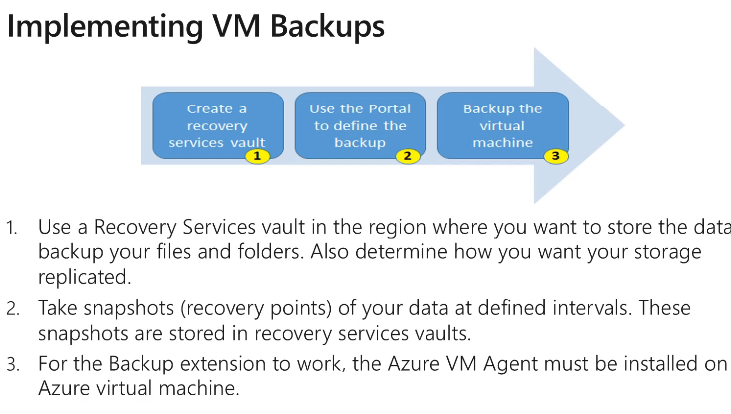 Implementing VM Backups
Create a
recovery
services vault
1
Use the Portal
to define the
backup
2
Backup the
virtual
machine
3
1. Use a Recovery Services vault in the region where you want to store the data
backup your files and folders. Also determine how you want your storage
replicated.
2. Take snapshots (recovery points) of your data at defined intervals. These
snapshots are stored in recovery services vaults.
3. For the Backup extension to work, the Azure VM Agent must be installed on
Azure virtual machine.